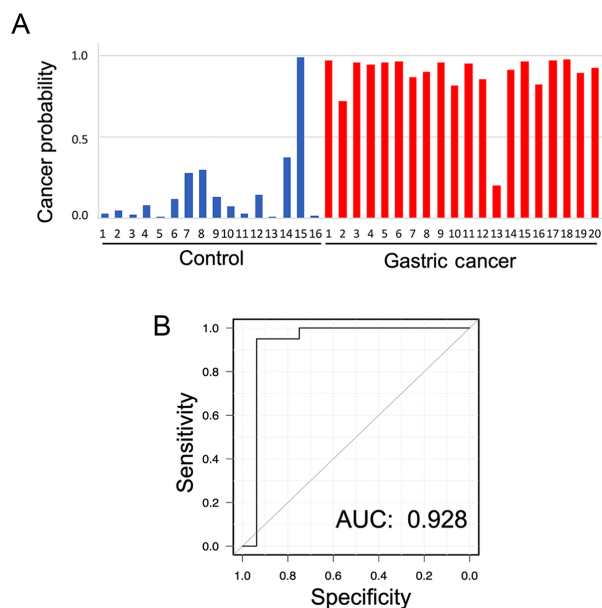 A
Cancer probability
1.0
0.5
0.0
1 2 3 4 5 6 7 8 9 10 11 12 13 14 15 16 1 2 3 4 5 6 7 8 9 10 11 12 13 14 15 16 17 18 19 20
Control Gastric cancer
B
Sensitivity
1.0
0.8
0.6
0.4
0.2
0.0
AUC: 0.928
1.0 0.8 0.6 0.4 0.2 0.0
Specificity